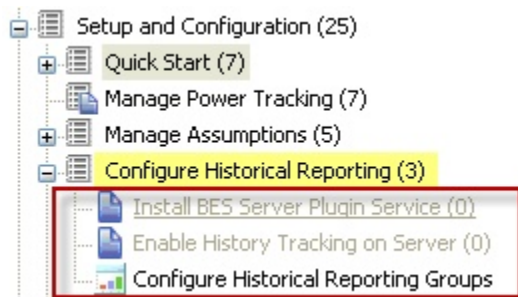 Setup and Configuration (25)
Quick Start (7)
Manage Power Tracking (7)
Manage Assumptions (5)
Configure Historical Reporting (3)
Install BES Server Plugin Service (0)
Enable History Tracking on Server (0)
Configure Historical Reporting Groups